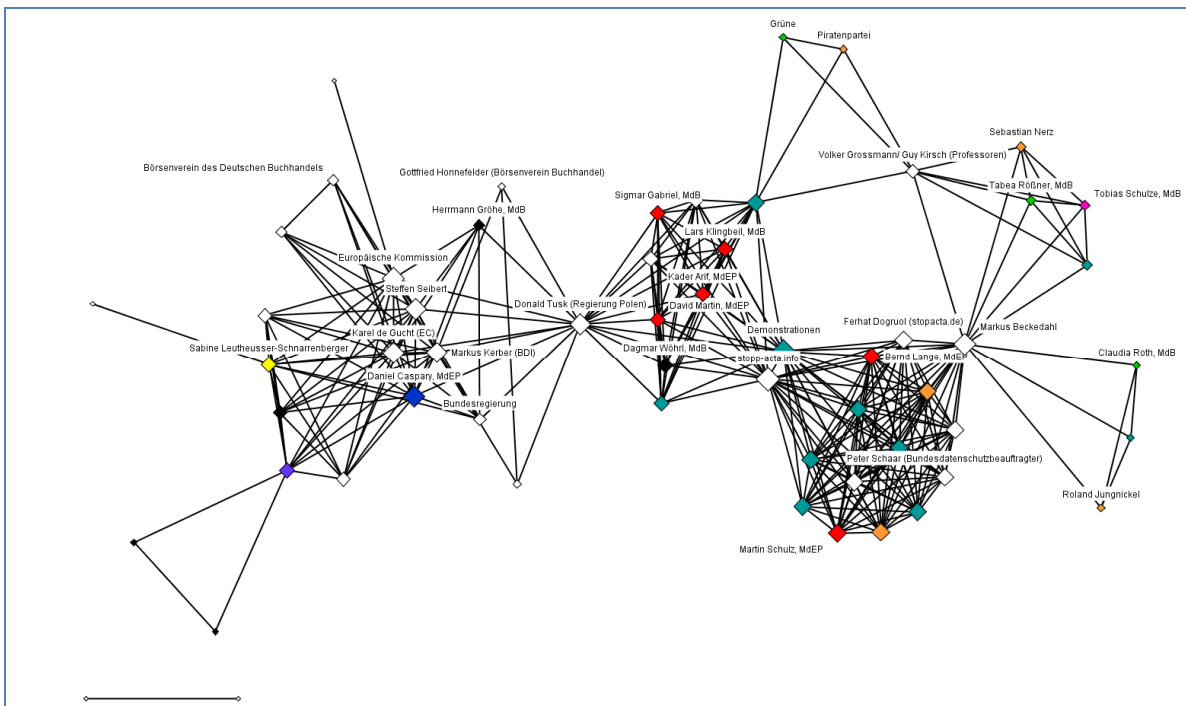 Grüne
Piratenpartei
Sebastian Nerz
Volker Grossmann/ Guy Kirsch (Professoren)
Börsenverein des Deutschen Buchhandels
Gottfried Honnefelder (Börsenverein Buchhandel)
Tabea Rößner, MdB
Sigmar Gabriel, MdB
Tobias Schulze, MdB
Herrmann Gröhe, MdB
Lars Klingbeil, MdB
Europäische Kommission
Kader Arif, MdEP
Steffen Seibert
Donald Tusk (Regierung Polen)
David Martin, MdEP
Karel de Gucht (EC)
Demonstrationen
Ferhat Dogruol (stopacta.de)
Markus Beckedahl
Sabine Leutheusser-Schnarrenberger
Markus Kerber (BDI)
Dagmar Wöhrl, MdB
stopp-acta.info
Bernd Lange, MdEP
Claudia Roth, MdB
Daniel Caspary, MdEP
Bundesregierung
Peter Schaar (Bundesdatenschutzbeauftragter)
Roland Jungnickel
Martin Schulz, MdEP